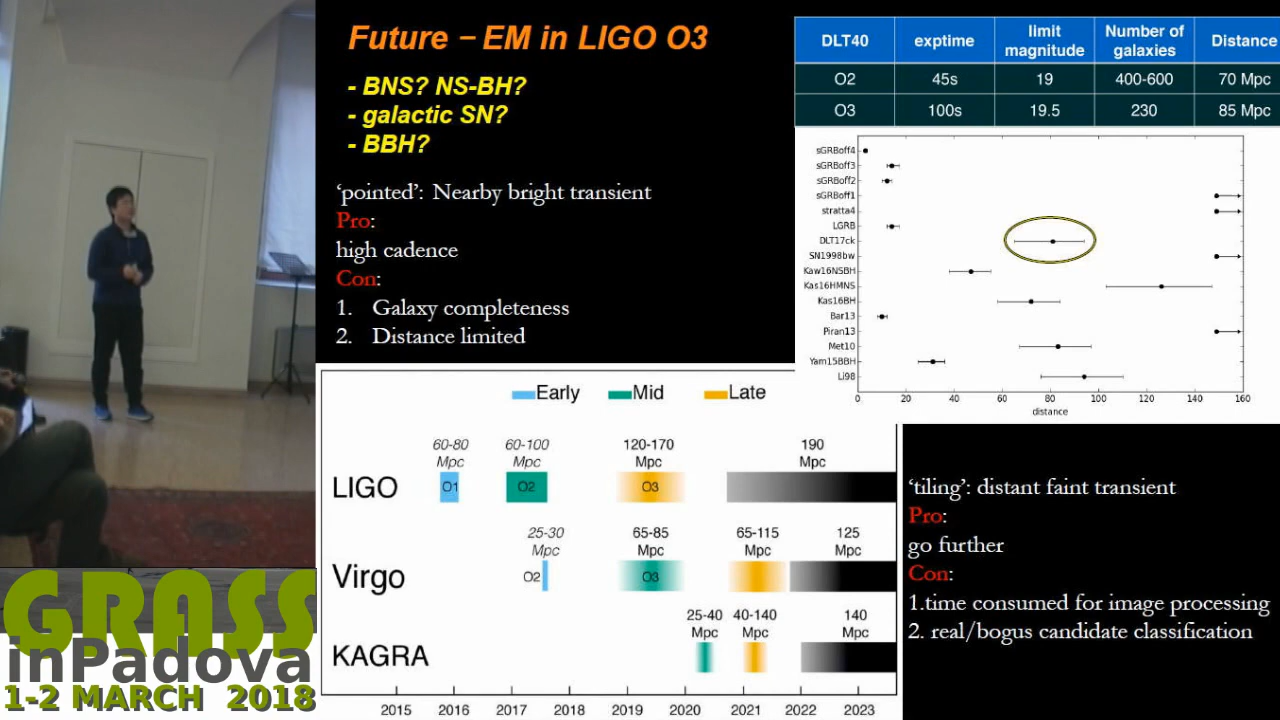 Future – EM in LIGO O3
- BNS? NS-BH?
- galactic SN?
- BBH?
‘pointed’: Nearby bright transient
Pro:
high cadence
Con:
1. Galaxy completeness
2. Distance limited
DLT40 exptime limit magnitude Number of galaxies Distance
O2 45s 19 400-600 70 Mpc
O3 100s 19.5 230 85 Mpc
sGRBoff4
sGRBoff3
sGRBoff2
sGRBoff1
stratta4
LGRB
DLT17ck
SN1998bw
Kaw16NSBH
Kas16HMNS
Kas16BH
Bar13
Piran13
Met10
Yam15BBH
Li98
0 20 40 60 80 100 120 140 160
distance
Early Mid Late
60-80 Mpc 60-100 Mpc 120-170 Mpc 190 Mpc
LIGO O1 O2 O3
25-30 Mpc 65-85 Mpc 65-115 Mpc 125 Mpc
Virgo O2 O3
25-40 Mpc 40-140 Mpc 140 Mpc
KAGRA
2015 2016 2017 2018 2019 2020 2021 2022 2023
‘tiling’: distant faint transient
Pro:
go further
Con:
1.time consumed for image processing
2. real/bogus candidate classification
GRASS
inPadova
1-2 MARCH 2018